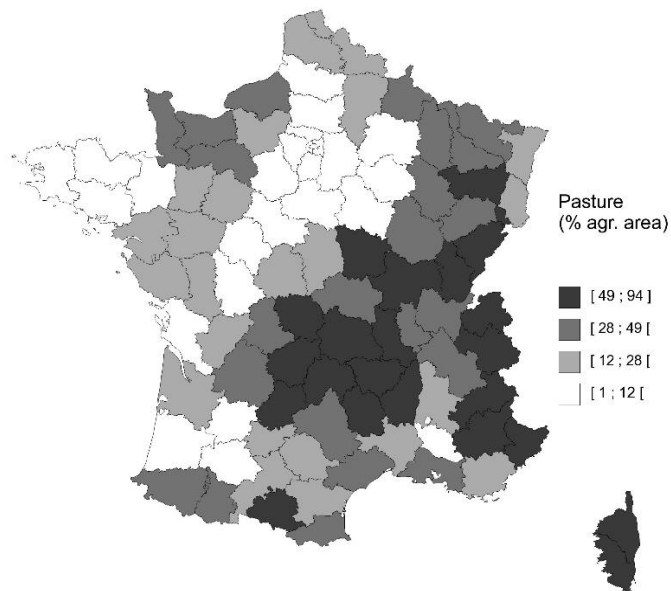 Pasture
(% agr. area)
[ 49 ; 94 ]
[ 28 ; 49 [
[ 12 ; 28 [
[ 1 ; 12 [